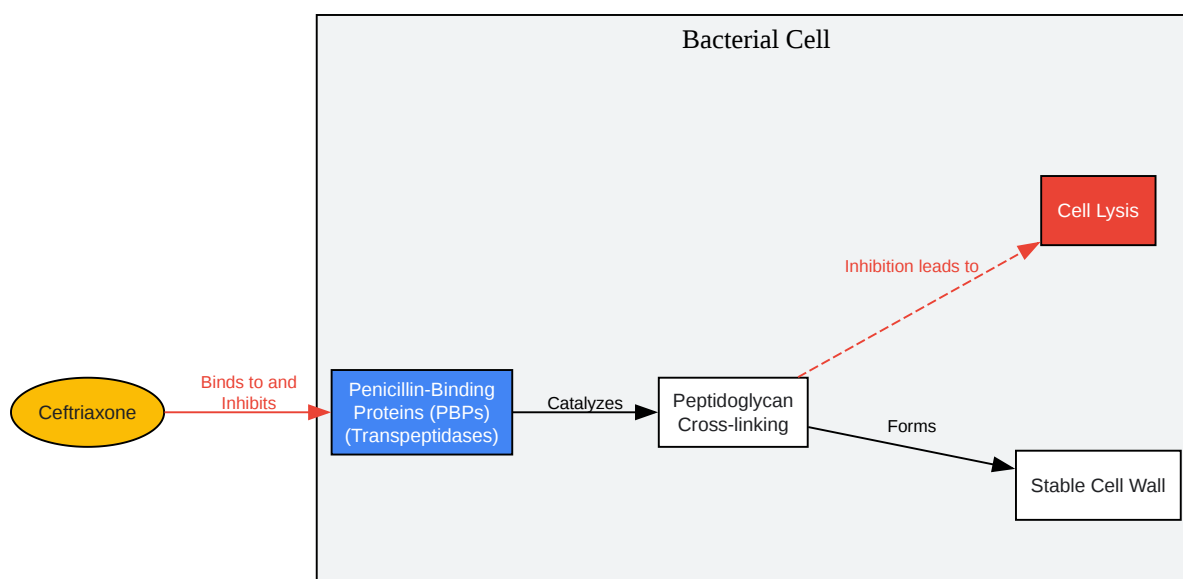 Bacterial Cell
Cell Lysis
Inhibition leads to
Binds to and
Inhibits
Ceftriaxone
Penicillin-Binding
Proteins (PBPs)
(Transpeptidases)
Catalyzes
Peptidoglycan
Cross-linking
Forms
Stable Cell Wall